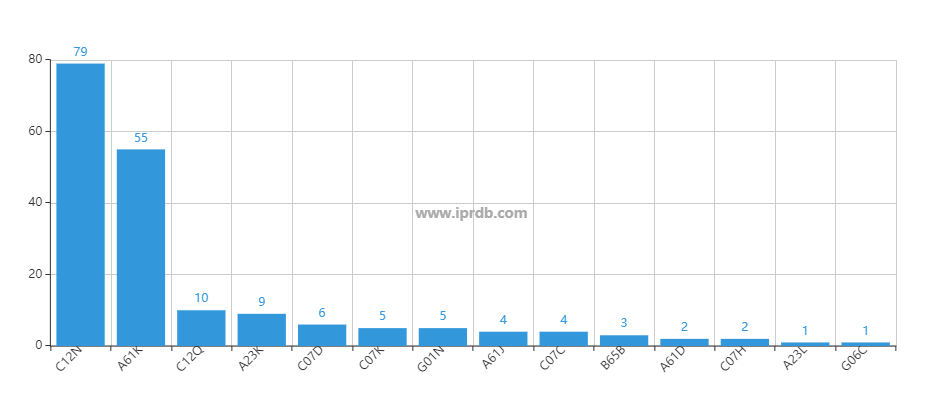 80
60
40
20
0
79
55
10
9
6
5
5
4
4
3
2
2
1
1
www.iprdb.com
C12N
A61K
C12Q
A23K
C07D
C07K
G01N
A61J
C07C
B65B
A61D
C07H
A23L
G06C